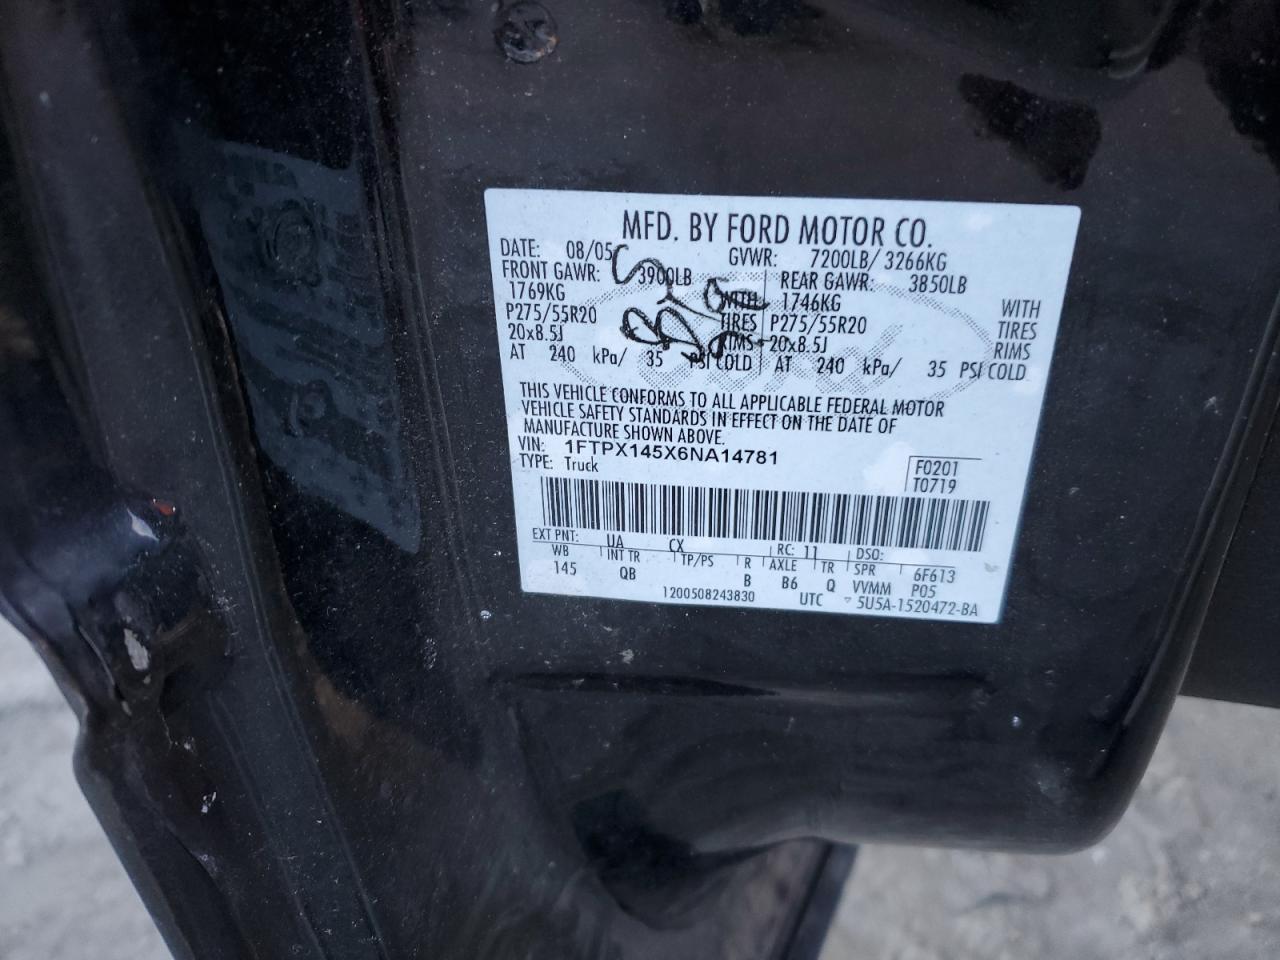 MFD. BY FORD MOTOR CO.
DATE: 08/05 GVWR: 7200LB/ 3266KG
FRONT GAWR: 3900LB REAR GAWR: 3850LB
1769KG WITH 1746KG WITH
P275/55R20 TIRES P275/55R20 TIRES
20x8.5J RIMS 20x8.5J RIMS
AT 240 kPa/ 35 PSI COLD AT 240 kPa/ 35 PSI COLD
THIS VEHICLE CONFORMS TO ALL APPLICABLE FEDERAL MOTOR
VEHICLE SAFETY STANDARDS IN EFFECT ON THE DATE OF
MANUFACTURE SHOWN ABOVE.
VIN: 1FTPX145X6NA14781
TYPE: Truck
F0201
T0719
EXT PNT: UA CX RC: 11 DSO:
WB INT TR TP/PS R AXLE TR SPR 6F613
145 QB B B6 Q VVMM P05
1200508243830 UTC 5U5A-1520472-BA